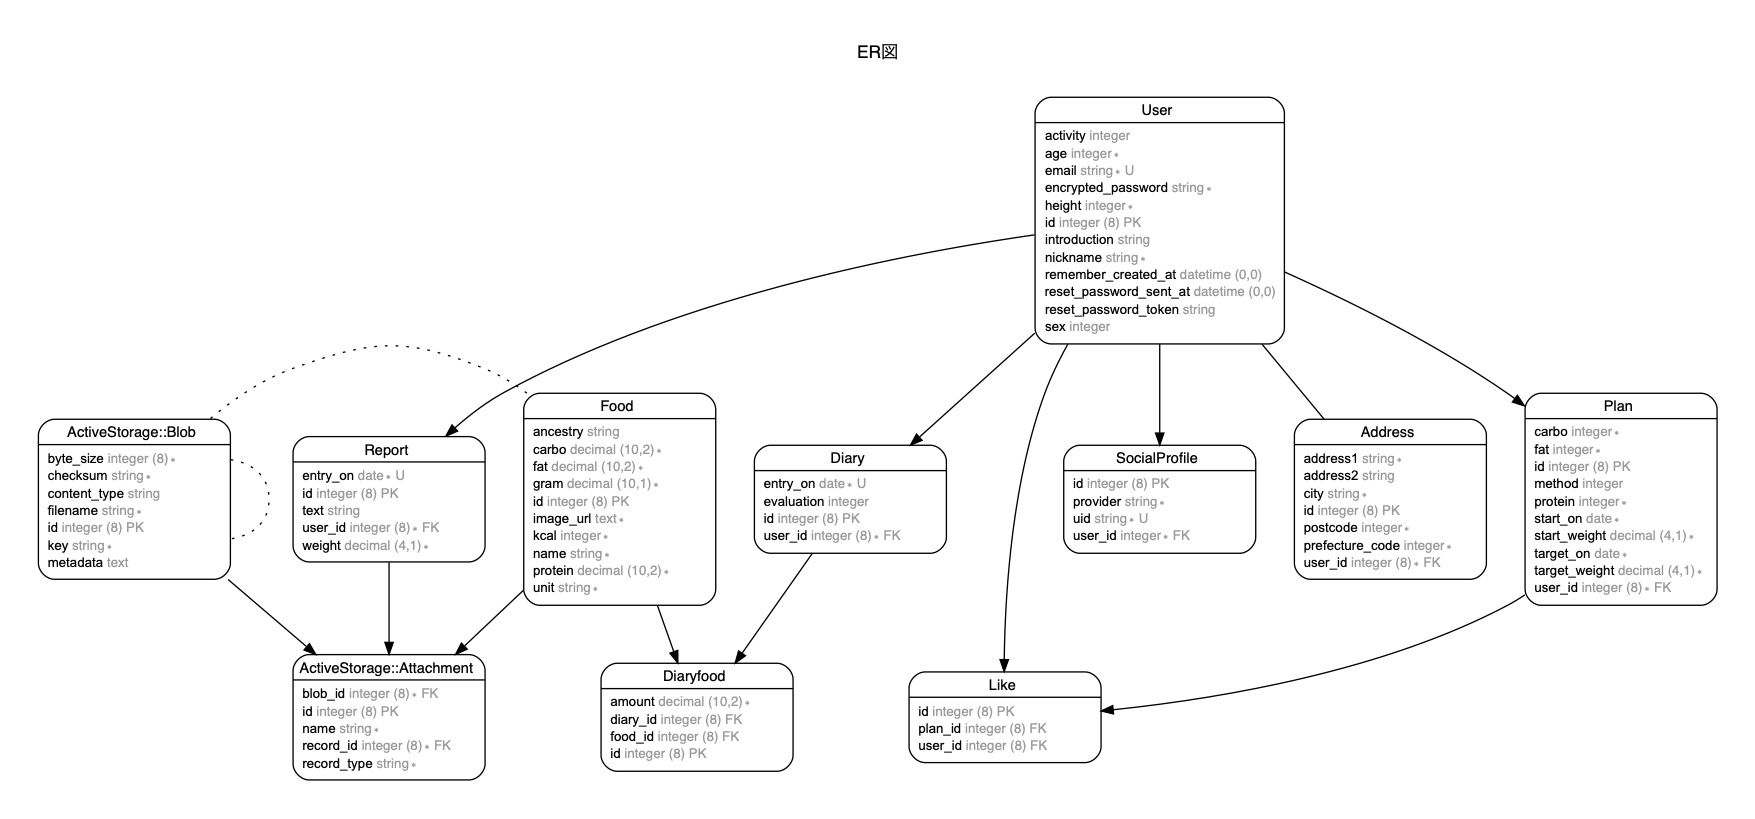 ER図
User
activity integer
age integer ∗
email string ∗ U
encrypted_password string ∗
height integer ∗
id integer (8) PK
introduction string
nickname string ∗
remember_created_at datetime (0,0)
reset_password_sent_at datetime (0,0)
reset_password_token string
sex integer
ActiveStorage::Blob
byte_size integer (8) ∗
checksum string ∗
content_type string
filename string ∗
id integer (8) PK
key string ∗
metadata text
Report
entry_on date ∗ U
id integer (8) PK
text string
user_id integer (8) ∗ FK
weight decimal (4,1) ∗
Food
ancestry string
carbo decimal (10,2) ∗
fat decimal (10,2) ∗
gram decimal (10,1) ∗
id integer (8) PK
image_url text ∗
kcal integer ∗
name string ∗
protein decimal (10,2) ∗
unit string ∗
Diary
entry_on date ∗ U
evaluation integer
id integer (8) PK
user_id integer (8) ∗ FK
SocialProfile
id integer (8) PK
provider string ∗
uid string ∗ U
user_id integer ∗ FK
Address
address1 string ∗
address2 string
city string ∗
id integer (8) PK
postcode integer ∗
prefecture_code integer ∗
user_id integer (8) ∗ FK
Plan
carbo integer ∗
fat integer ∗
id integer (8) PK
method integer
protein integer ∗
start_on date ∗
start_weight decimal (4,1) ∗
target_on date ∗
target_weight decimal (4,1) ∗
user_id integer (8) ∗ FK
ActiveStorage::Attachment
blob_id integer (8) ∗ FK
id integer (8) PK
name string ∗
record_id integer (8) ∗ FK
record_type string ∗
Diaryfood
amount decimal (10,2) ∗
diary_id integer (8) FK
food_id integer (8) FK
id integer (8) PK
Like
id integer (8) PK
plan_id integer (8) FK
user_id integer (8) FK